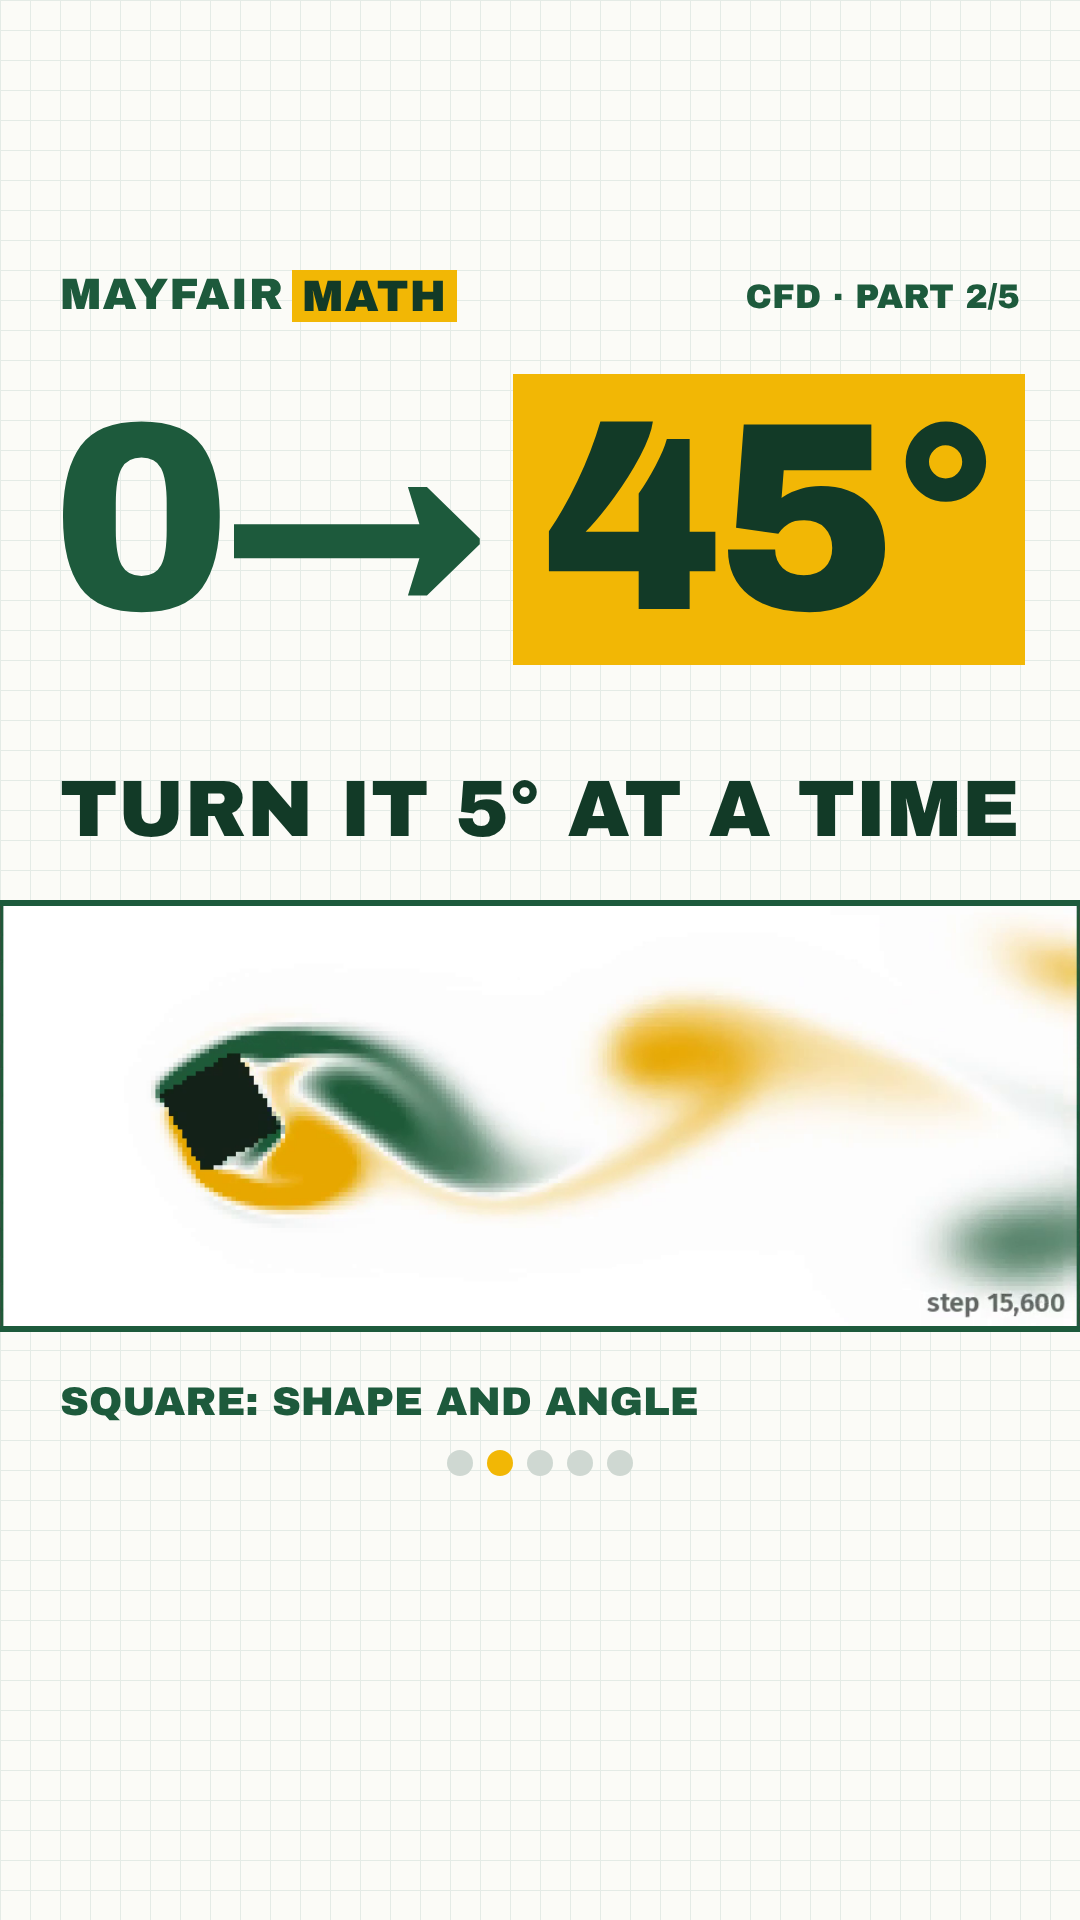 MAYFAIR MATH
CFD · PART 2/5
0→45°
TURN IT 5° AT A TIME
step 15,600
SQUARE: SHAPE AND ANGLE